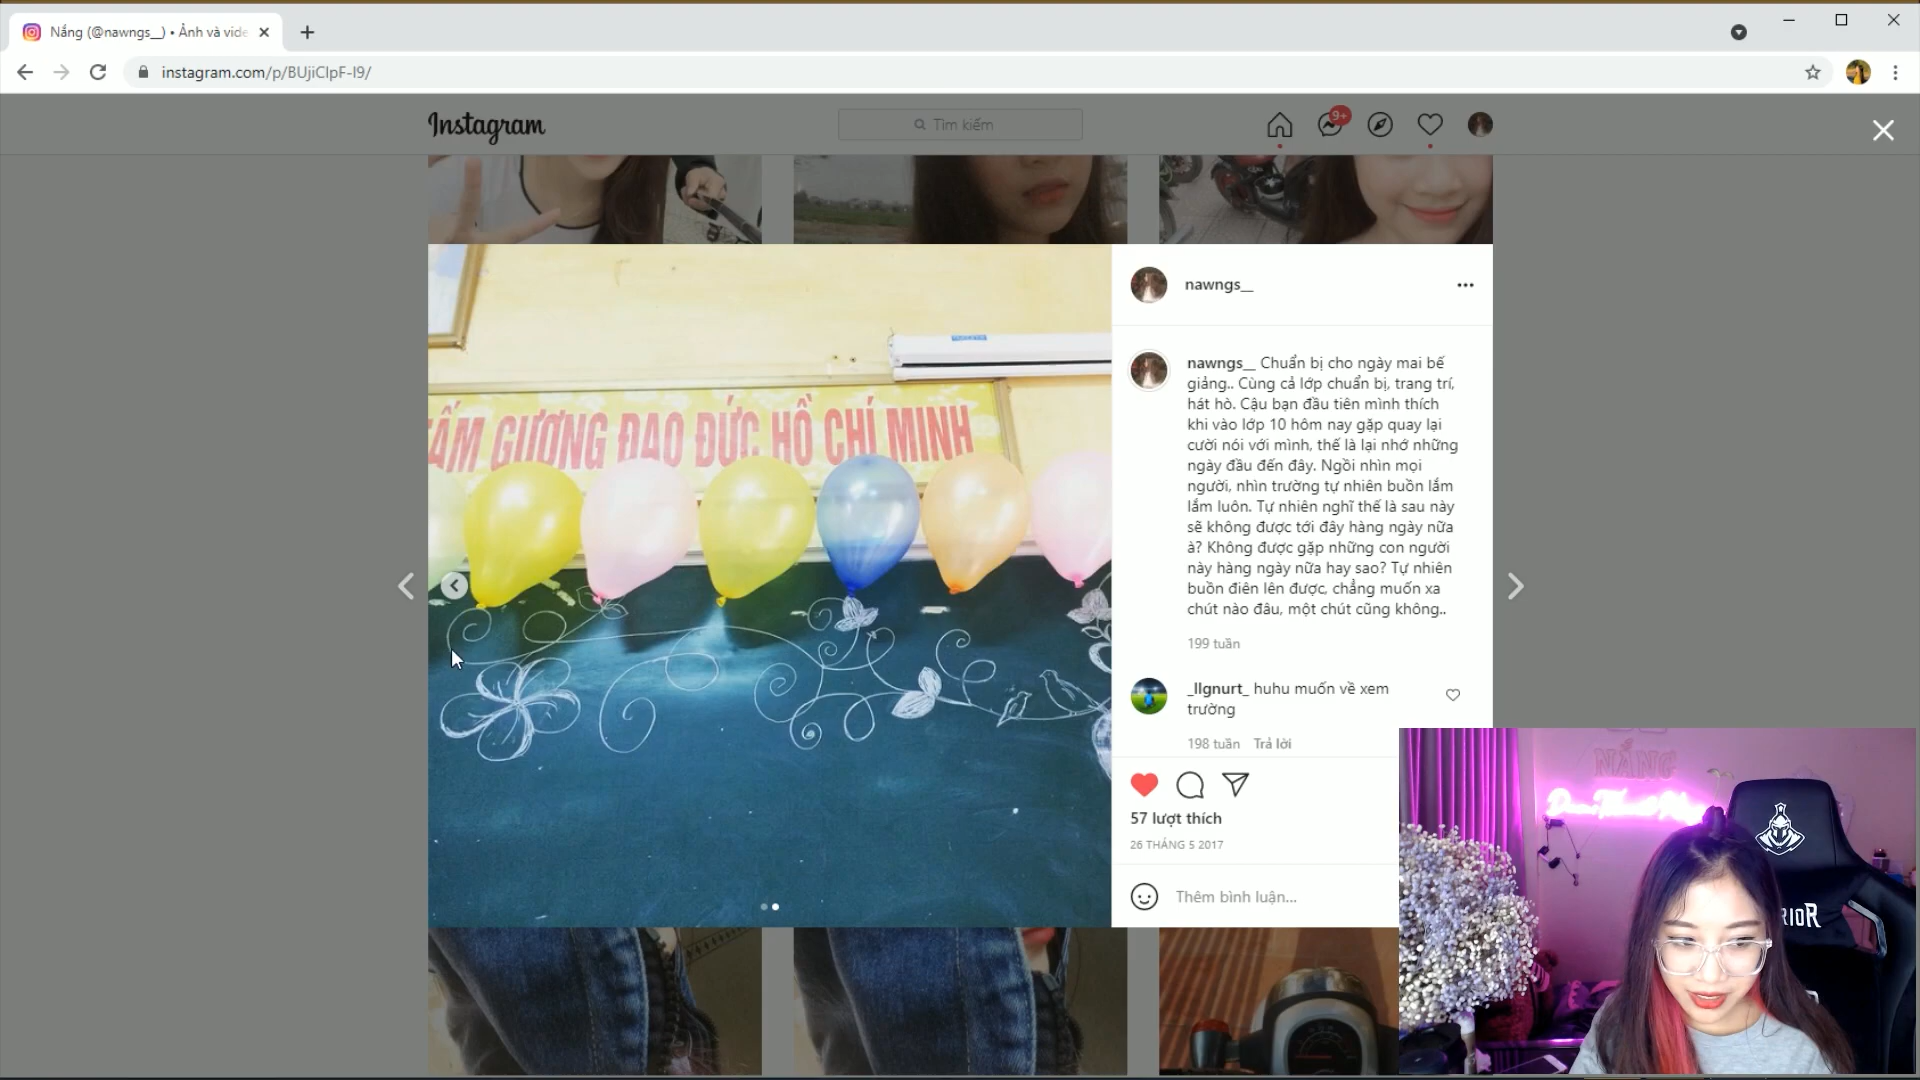 Nắng (@nawngs__) • Ảnh và vide
instagram.com/p/BUjiClpF-I9/
Instagram
Tìm kiếm
9+
nawngs__
TẤM GƯƠNG ĐẠO ĐỨC HỒ CHÍ MINH
nawngs__ Chuẩn bị cho ngày mai bế
giảng.. Cùng cả lớp chuẩn bị, trang trí,
hát hò. Cậu bạn đầu tiên mình thích
khi vào lớp 10 hôm nay gặp quay lại
cười nói với mình, thế là lại nhớ những
ngày đầu đến đây. Ngồi nhìn mọi
người, nhìn trường tự nhiên buồn lắm
lắm luôn. Tự nhiên nghĩ thế là sau này
sẽ không được tới đây hàng ngày nữa
à? Không được gặp những con người
này hàng ngày nữa hay sao? Tự nhiên
buồn điên lên được, chẳng muốn xa
chút nào đâu, một chút cũng không..
199 tuần
_llgnurt_ huhu muốn về xem
trường
198 tuần Trả lời
57 lượt thích
26 THÁNG 5 2017
Thêm bình luận...
NẮNG